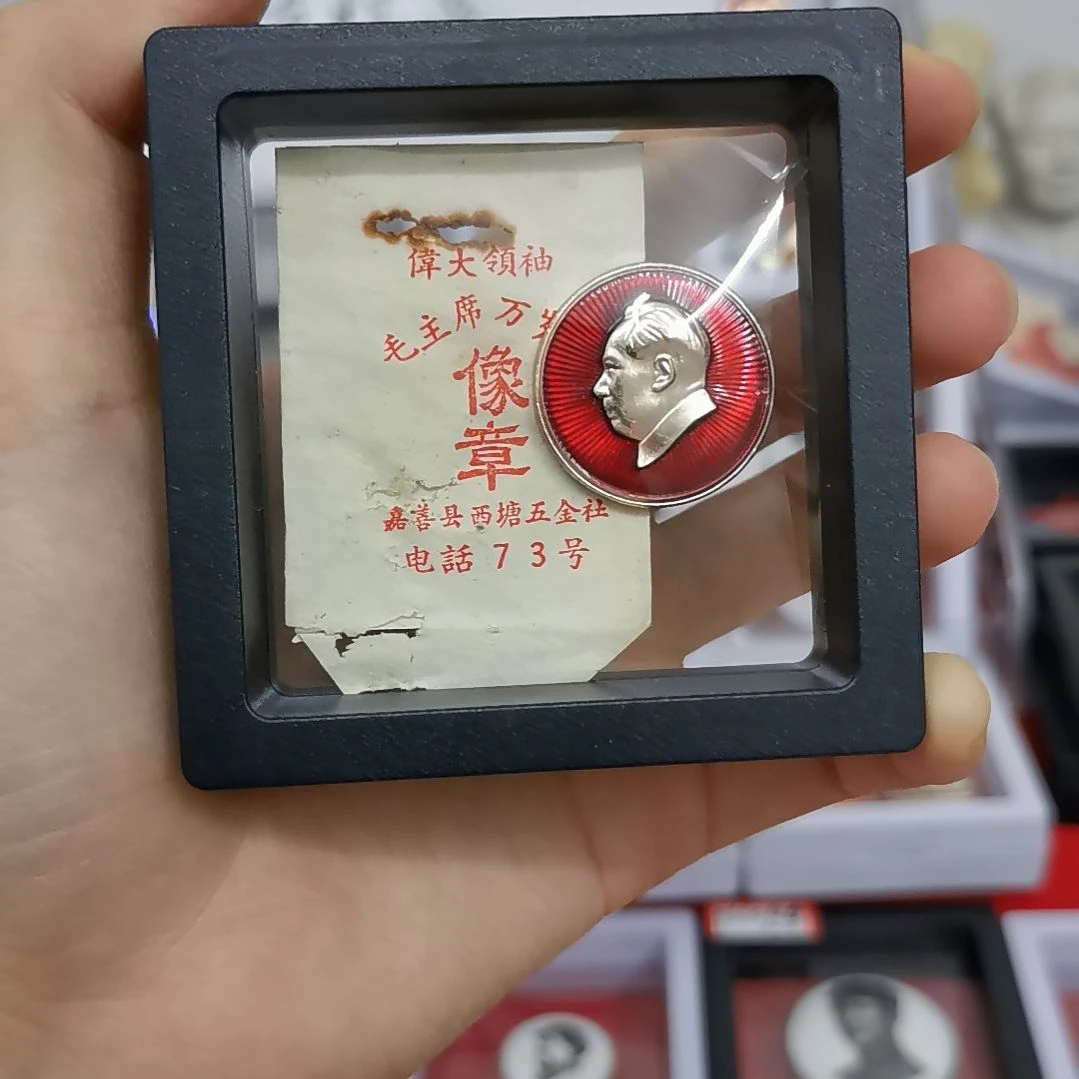 偉大領袖
毛主席万
像
章
嘉善县西塘五金社
电話73号